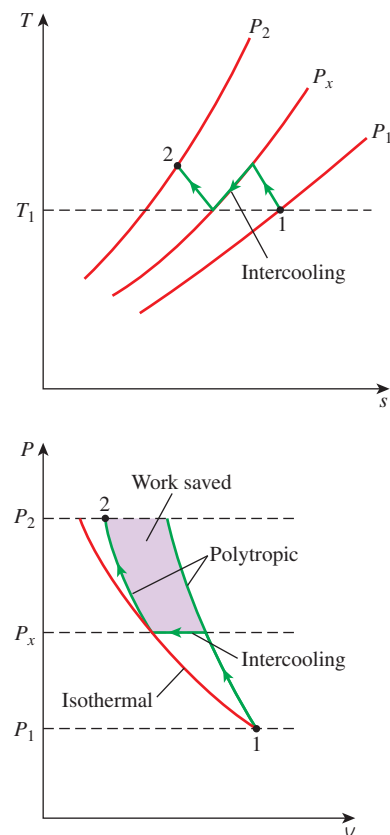 T
P₂
Pₓ
P₁
2
T₁
1
Intercooling
s
P
2
Work saved
P₂
Polytropic
Pₓ
Intercooling
Isothermal
P₁
1